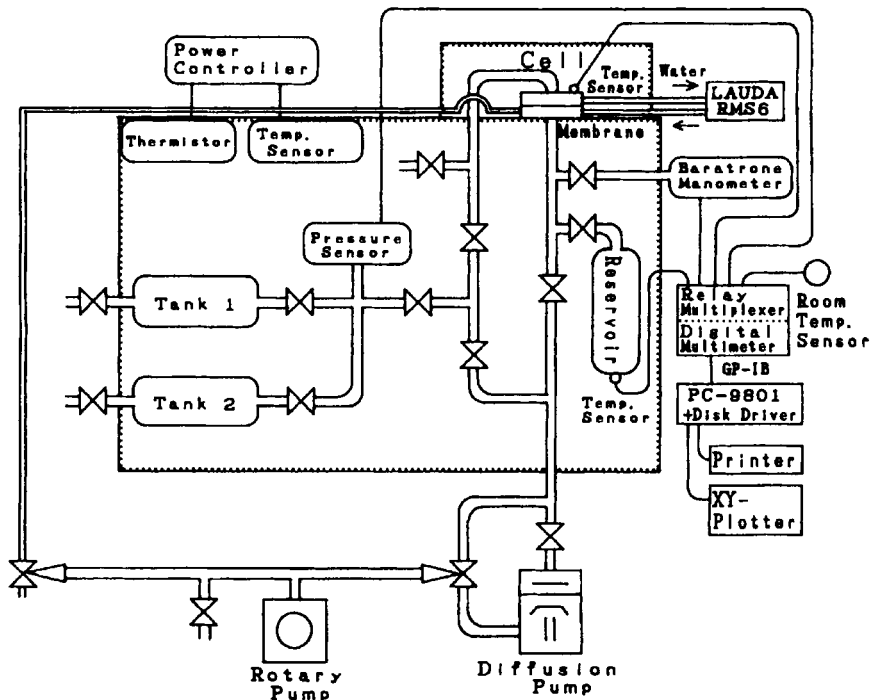 Power
Controller
Cell
Temp.
Sensor
Water
LAUDA
RMS6
Thermistor
Temp.
Sensor
Membrane
Baratrone
Manometer
Pressure
Sensor
Reservoir
Tank 1
Relay
Multiplexer
Digital
Multimeter
Room
Temp.
Sensor
GP-IB
Tank 2
Temp.
Sensor
PC-9801
+Disk Driver
Printer
XY-
Plotter
Rotary
Pump
Diffusion
Pump